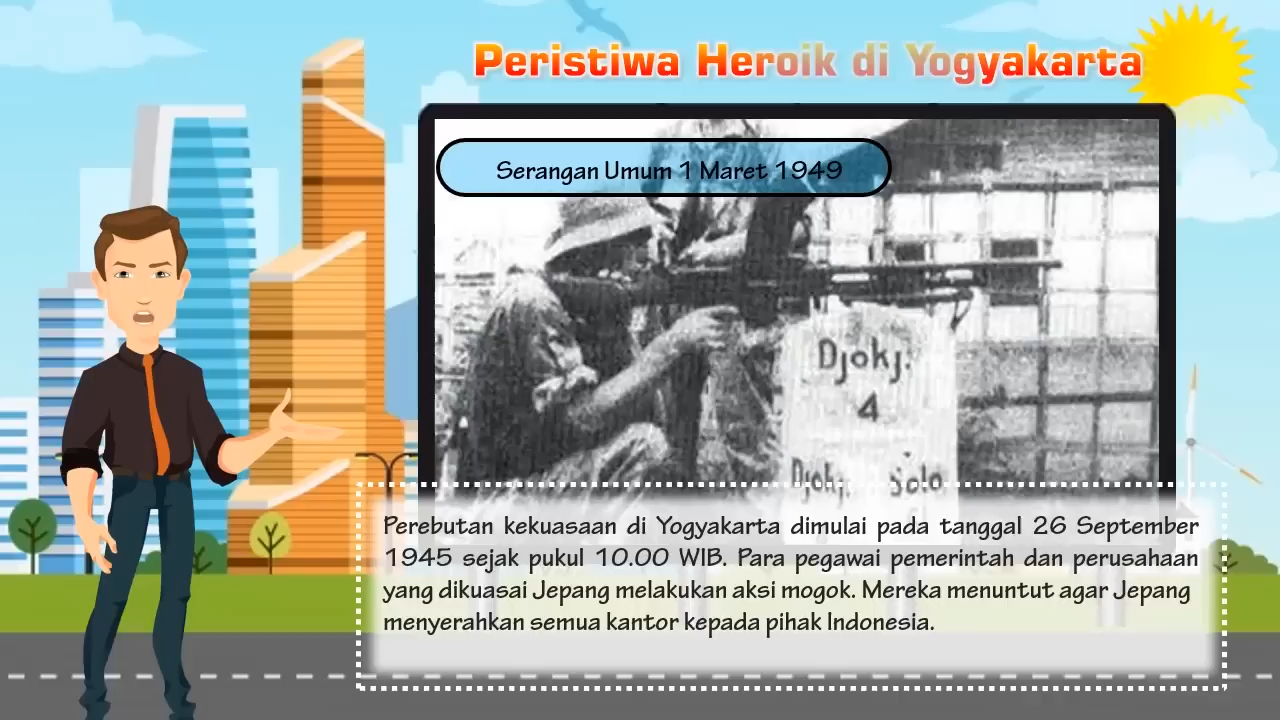 Peristiwa Heroik di Yogyakarta
Serangan Umum 1 Maret 1949
Djokj.
4
Perebutan kekuasaan di Yogyakarta dimulai pada tanggal 26 September
1945 sejak pukul 10.00 WIB. Para pegawai pemerintah dan perusahaan
yang dikuasai Jepang melakukan aksi mogok. Mereka menuntut agar Jepang
menyerahkan semua kantor kepada pihak Indonesia.